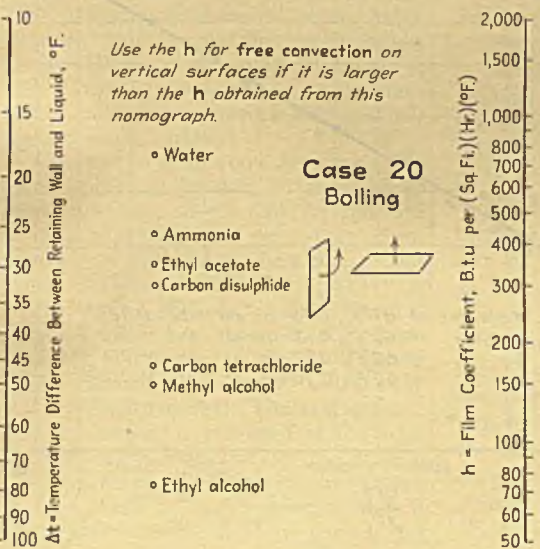 10
15
20
25
30
35
40
45
50
60
70
80
90
100
Δt=Temperature Difference Between Retaining Wall and Liquid, °F.
Use the h for free convection on
vertical surfaces if it is larger
than the h obtained from this
nomograph.
Water
Ammonia
Ethyl acetate
Carbon disulphide
Carbon tetrachloride
Methyl alcohol
Ethyl alcohol
Case 20
Boiling
h = Film Coefficient, B.t.u per (Sq. Ft.)(Hr.)(°F.)
2,000
1,500
1,000
800
700
600
500
400
300
200
150
100
80
70
60
50